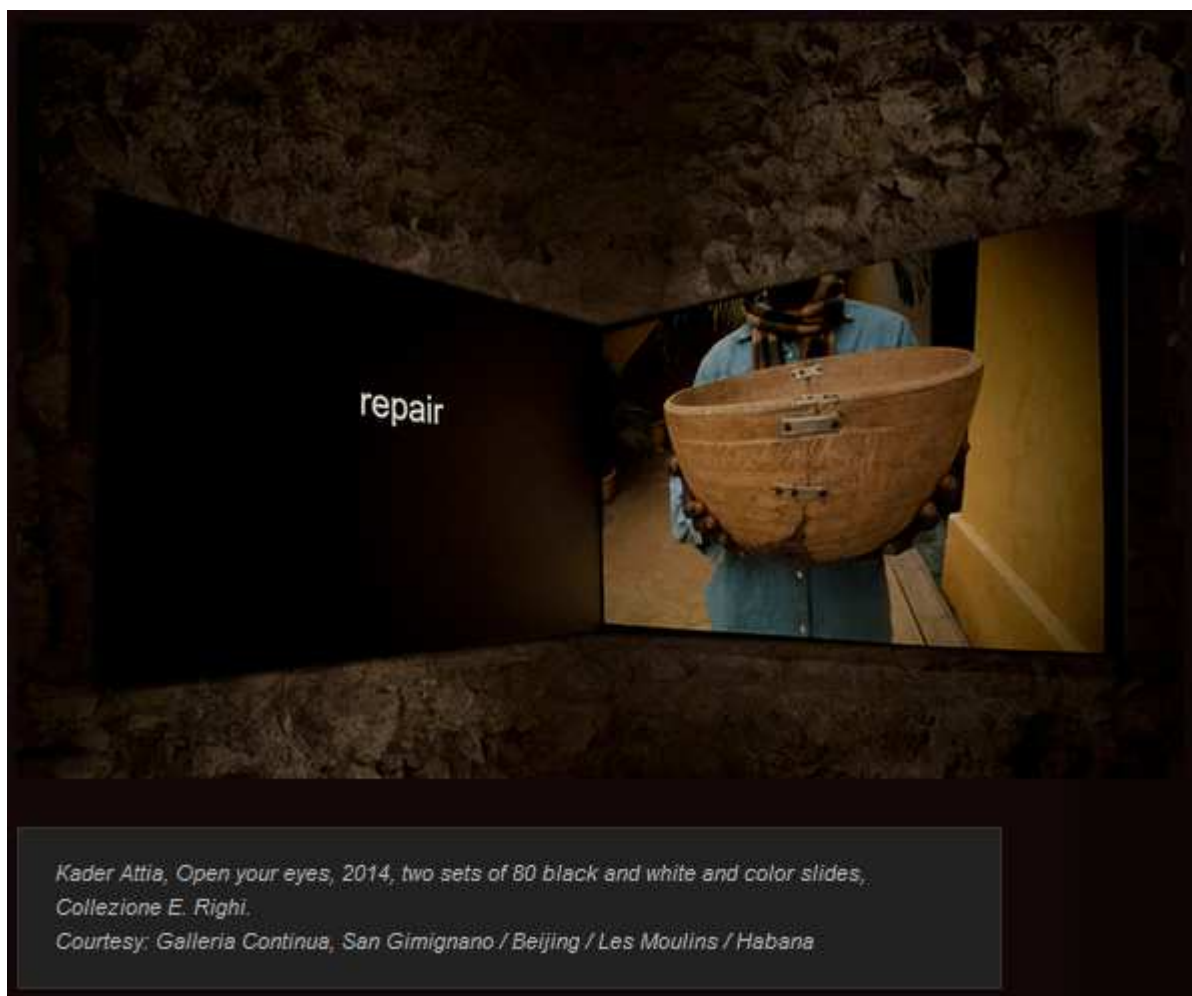 repair
Kader Attia, Open your eyes, 2014, two sets of 80 black and white and color slides,
Collezione E. Righi.
Courtesy: Galleria Continua, San Gimignano / Beijing / Les Moulins / Habana